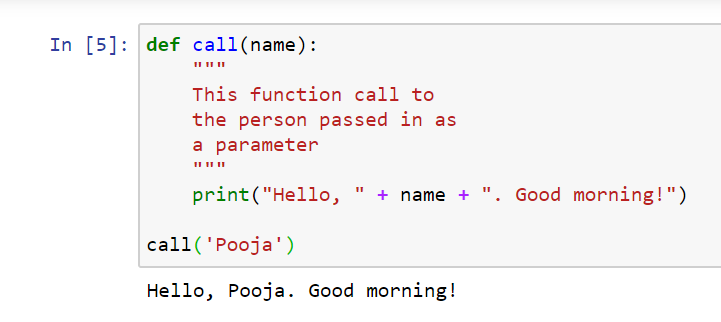 In [5]: def call(name):
"""
This function call to
the person passed in as
a parameter
"""
print("Hello, " + name + ". Good morning!")
call('Pooja')
Hello, Pooja. Good morning!